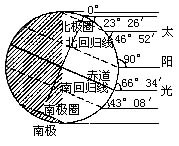 0°
23° 26′
北极圈
46° 52′
太
北回归线
阳
90°
赤道
66° 34′
光
南回归线
43° 08′
南极圈
南极